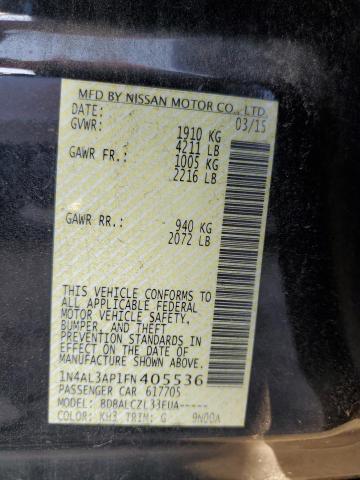 MFD BY NISSAN MOTOR CO., LTD.
DATE: 03/15
GVWR: 1910 KG
4211 LB
GAWR FR.: 1005 KG
2216 LB
GAWR RR.: 940 KG
2072 LB
THIS VEHICLE CONFORMS TO
ALL APPLICABLE FEDERAL
MOTOR VEHICLE SAFETY,
BUMPER, AND THEFT
PREVENTION STANDARDS
IN EFFECT ON THE DATE OF
MANUFACTURE SHOWN ABOVE.
1N4AL3AP1FN405536
PASSENGER CAR 617705
MODEL: BDBALCZL33EUA-----
COLOR: KH3 TRIM: G 9N00A